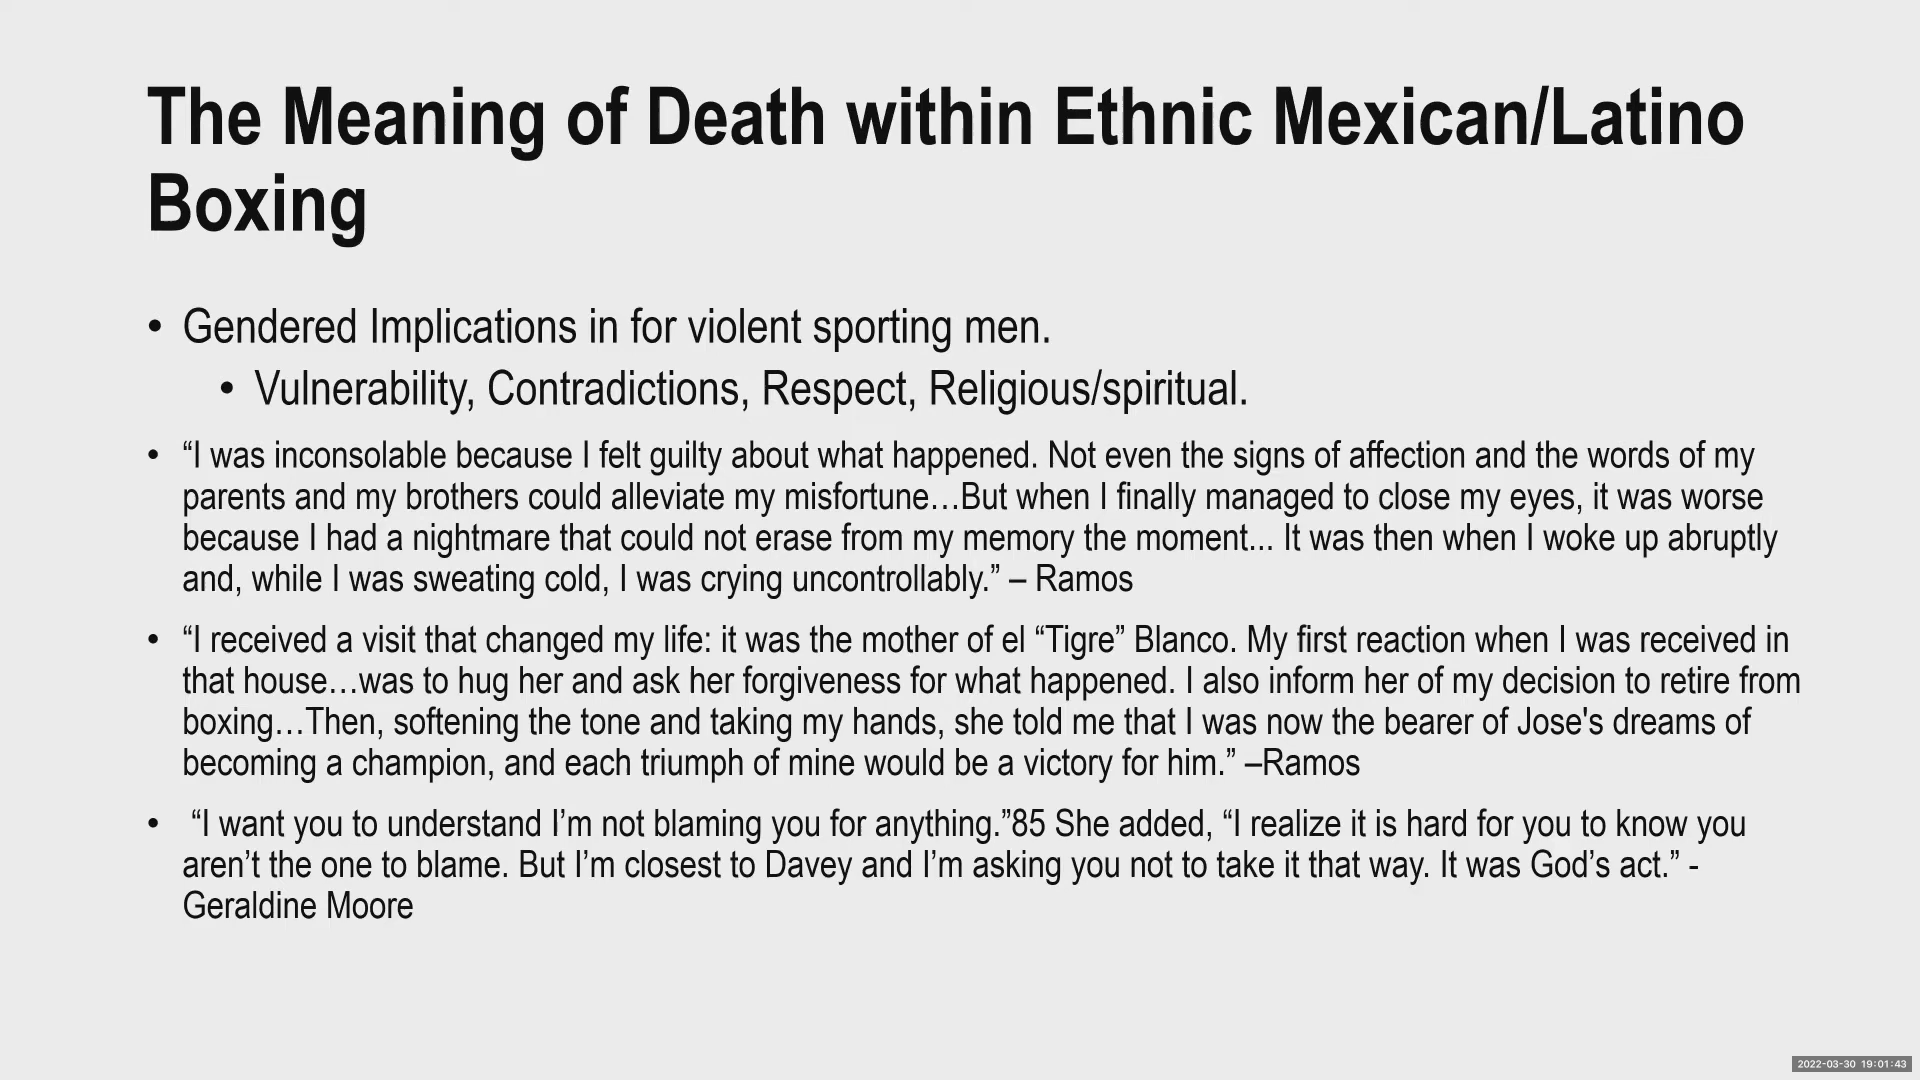 The Meaning of Death within Ethnic Mexican/Latino
Boxing
• Gendered Implications in for violent sporting men.
• Vulnerability, Contradictions, Respect, Religious/spiritual.
• “I was inconsolable because I felt guilty about what happened. Not even the signs of affection and the words of my
parents and my brothers could alleviate my misfortune…But when I finally managed to close my eyes, it was worse
because I had a nightmare that could not erase from my memory the moment... It was then when I woke up abruptly
and, while I was sweating cold, I was crying uncontrollably.” – Ramos
• “I received a visit that changed my life: it was the mother of el “Tigre” Blanco. My first reaction when I was received in
that house…was to hug her and ask her forgiveness for what happened. I also inform her of my decision to retire from
boxing…Then, softening the tone and taking my hands, she told me that I was now the bearer of Jose's dreams of
becoming a champion, and each triumph of mine would be a victory for him.” –Ramos
• “I want you to understand I’m not blaming you for anything.”85 She added, “I realize it is hard for you to know you
aren’t the one to blame. But I’m closest to Davey and I’m asking you not to take it that way. It was God’s act.” -
Geraldine Moore
2022-03-30 19:01:43